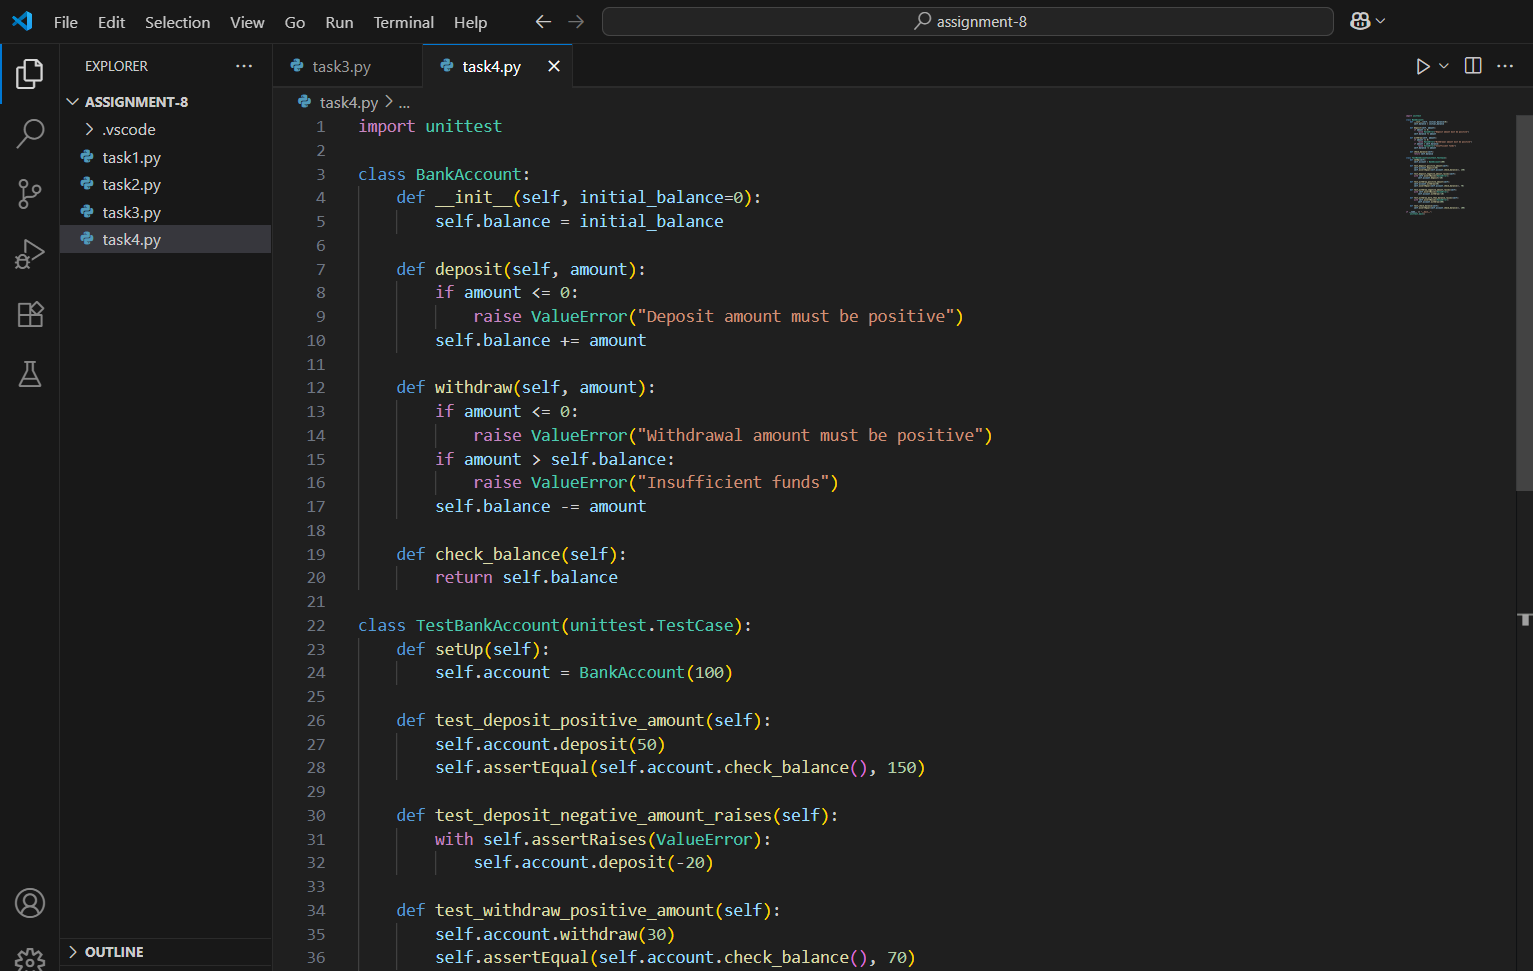 File Edit Selection View Go Run Terminal Help
assignment-8
EXPLORER
ASSIGNMENT-8
.vscode
task1.py
task2.py
task3.py
task4.py
OUTLINE
task3.py
task4.py
task4.py > ...
1 import unittest
2
3 class BankAccount:
4     def __init__(self, initial_balance=0):
5         self.balance = initial_balance
6
7     def deposit(self, amount):
8         if amount <= 0:
9             raise ValueError("Deposit amount must be positive")
10         self.balance += amount
11
12     def withdraw(self, amount):
13         if amount <= 0:
14             raise ValueError("Withdrawal amount must be positive")
15         if amount > self.balance:
16             raise ValueError("Insufficient funds")
17         self.balance -= amount
18
19     def check_balance(self):
20         return self.balance
21
22 class TestBankAccount(unittest.TestCase):
23     def setUp(self):
24         self.account = BankAccount(100)
25
26     def test_deposit_positive_amount(self):
27         self.account.deposit(50)
28         self.assertEqual(self.account.check_balance(), 150)
29
30     def test_deposit_negative_amount_raises(self):
31         with self.assertRaises(ValueError):
32             self.account.deposit(-20)
33
34     def test_withdraw_positive_amount(self):
35         self.account.withdraw(30)
36         self.assertEqual(self.account.check_balance(), 70)